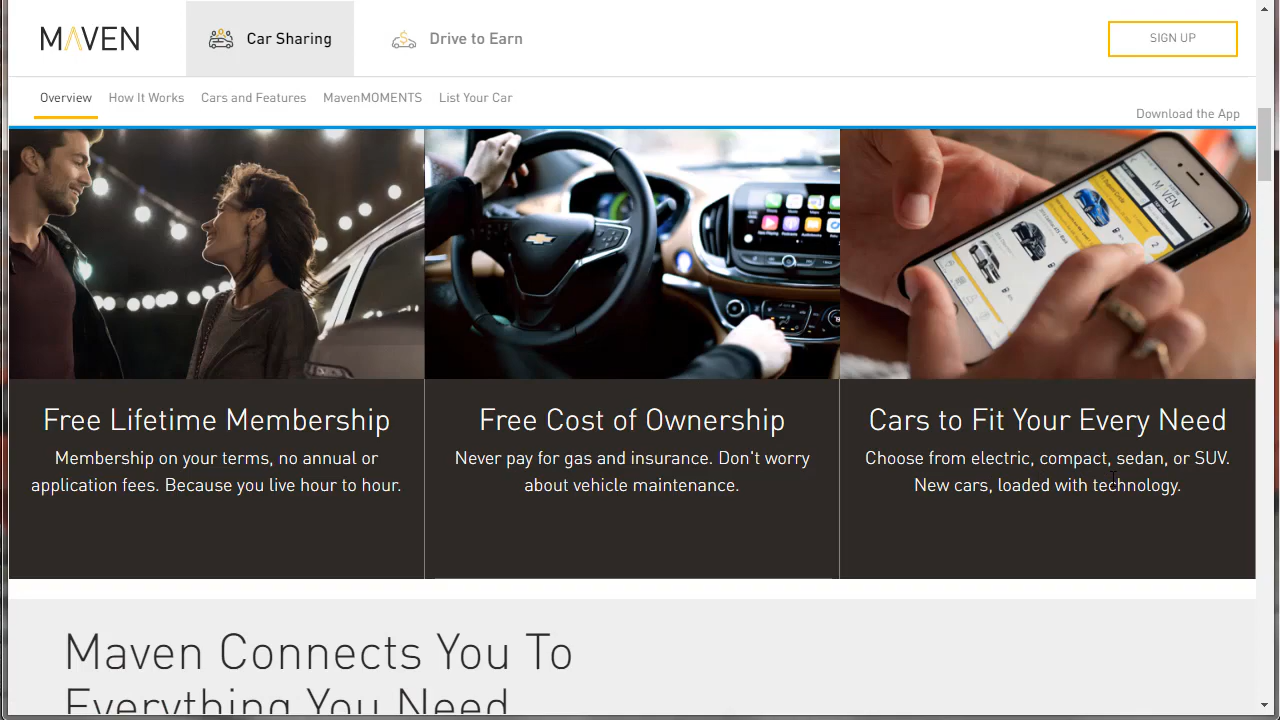 MAVEN
Car Sharing
Drive to Earn
SIGN UP
Overview
How It Works
Cars and Features
MavenMOMENTS
List Your Car
Download the App
MAVEN
Free Lifetime Membership
Membership on your terms, no annual or
application fees. Because you live hour to hour.
Free Cost of Ownership
Never pay for gas and insurance. Don't worry
about vehicle maintenance.
Cars to Fit Your Every Need
Choose from electric, compact, sedan, or SUV.
New cars, loaded with technology.
Maven Connects You To
Everything You Need